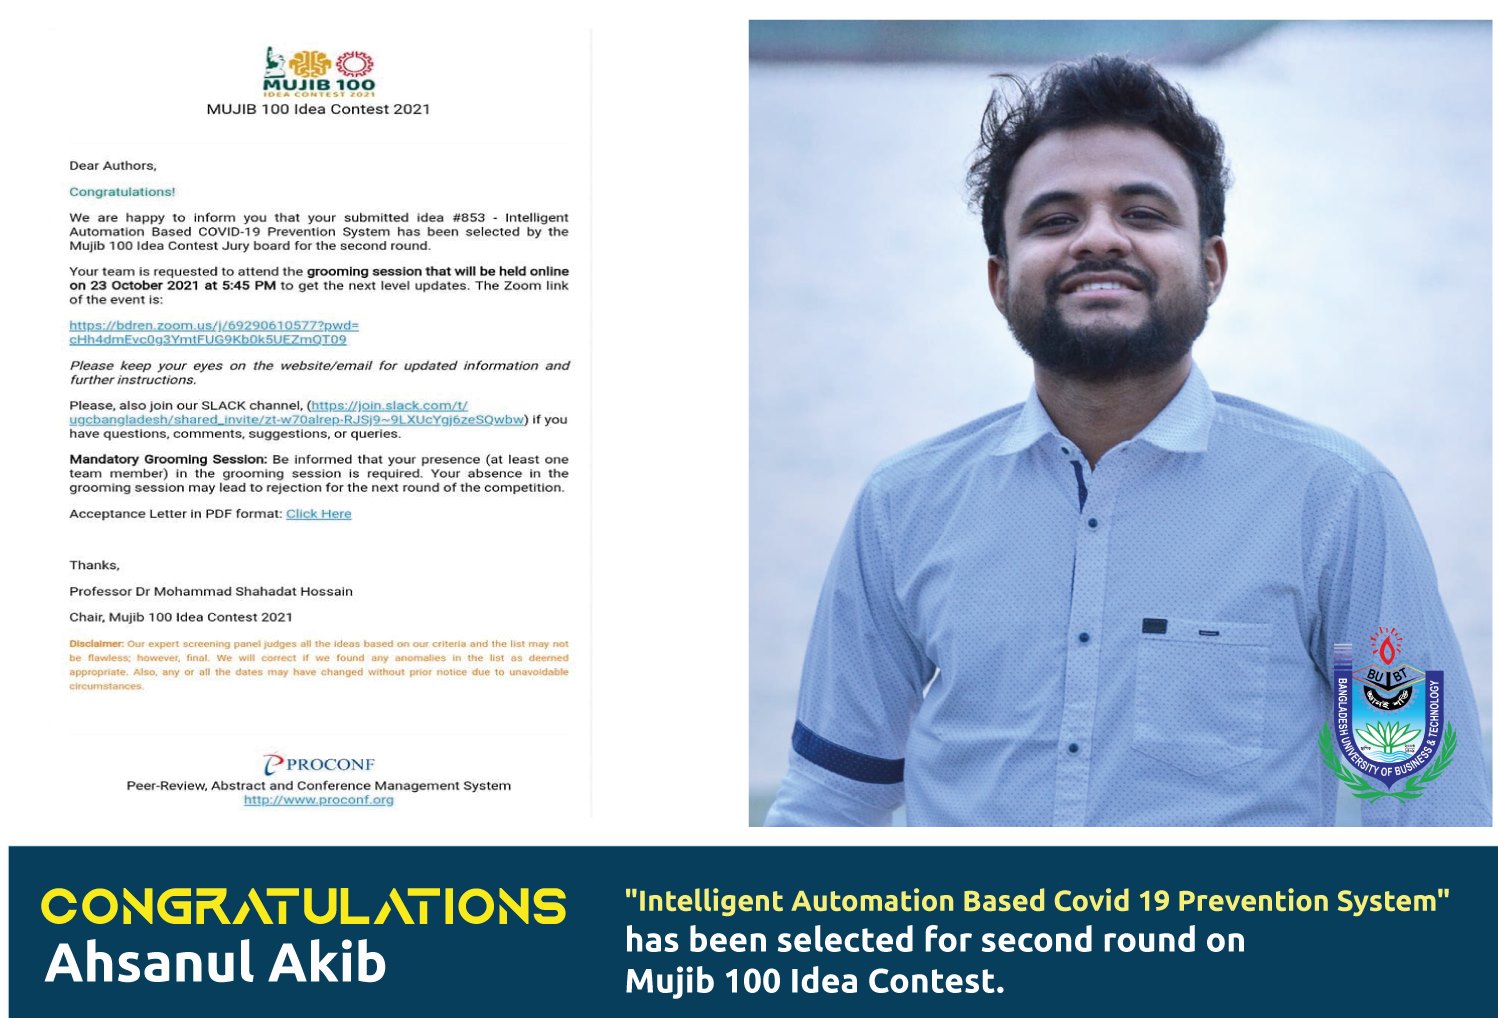 MUJIB 100
IDEA CONTEST 2021
MUJIB 100 Idea Contest 2021
Dear Authors,
Congratulations!
We are happy to inform you that your submitted idea #853 - Intelligent
Automation Based COVID-19 Prevention System has been selected by the
Mujib 100 Idea Contest Jury board for the second round.
Your team is requested to attend the grooming session that will be held online
on 23 October 2021 at 5:45 PM to get the next level updates. The Zoom link
of the event is:
https://bdren.zoom.us/j/69290610577?pwd=
cHh4dmEvc0g3YmtFUG9Kb0k5UEZmQT09
Please keep your eyes on the website/email for updated information and
further instructions.
Please, also join our SLACK channel, (https://join.slack.com/t/
ugcbangladesh/shared_invite/zt-w70alrep-RJSj9~9LXUcYgj6zeSQwbw) if you
have questions, comments, suggestions, or queries.
Mandatory Grooming Session: Be informed that your presence (at least one
team member) in the grooming session is required. Your absence in the
grooming session may lead to rejection for the next round of the competition.
Acceptance Letter in PDF format: Click Here
Thanks,
Professor Dr Mohammad Shahadat Hossain
Chair, Mujib 100 Idea Contest 2021
Disclaimer: Our expert screening panel judges all the ideas based on our criteria and the list may not
be flawless; however, final. We will correct if we found any anomalies in the list as deemed
appropriate. Also, any or all the dates may have changed without prior notice due to unavoidable
circumstances.
PROCONF
Peer-Review, Abstract and Conference Management System
http://www.proconf.org
BUBT
জ্ঞানই শক্তি
BANGLADESH UNIVERSITY OF BUSINESS & TECHNOLOGY
CONGRATULATIONS
Ahsanul Akib
"Intelligent Automation Based Covid 19 Prevention System"
has been selected for second round on
Mujib 100 Idea Contest.